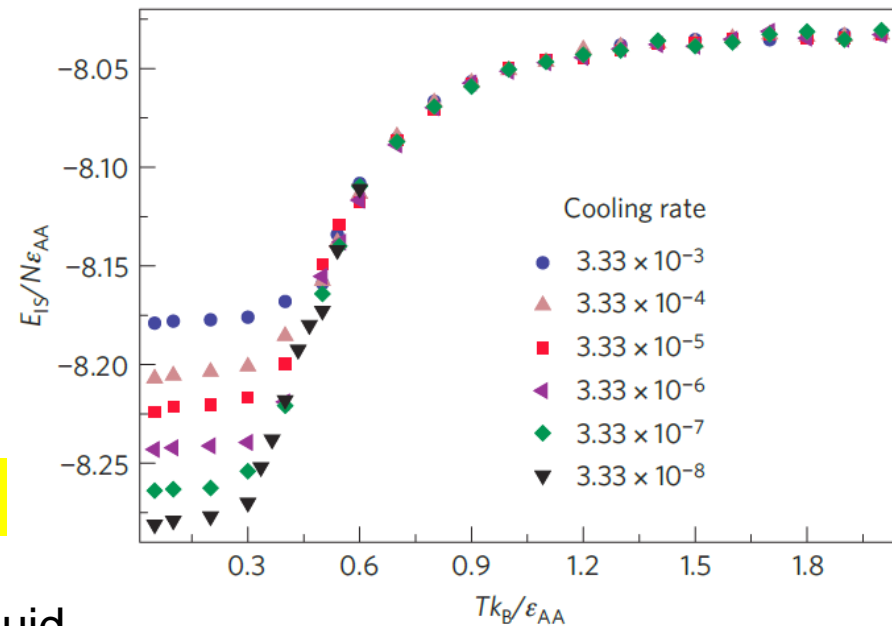 −8.05
−8.10
−8.15
−8.20
−8.25
E_IS/Nε_AA
Cooling rate
3.33 × 10⁻³
3.33 × 10⁻⁴
3.33 × 10⁻⁵
3.33 × 10⁻⁶
3.33 × 10⁻⁷
3.33 × 10⁻⁸
0.3 0.6 0.9 1.2 1.5 1.8
Tk_B/ε_AA
uid